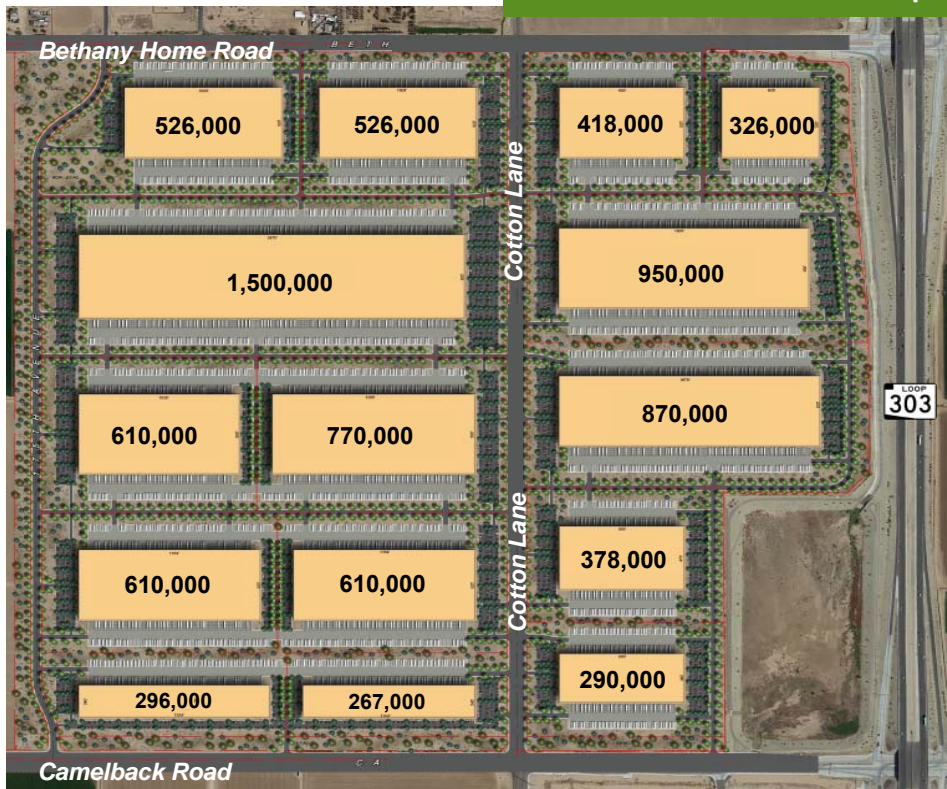 Bethany Home Road
B E T H
526,000
526,000
418,000
326,000
Cotton Lane
1,500,000
950,000
LOOP
303
610,000
770,000
870,000
Cotton Lane
610,000
610,000
378,000
296,000
267,000
290,000
Camelback Road
C A